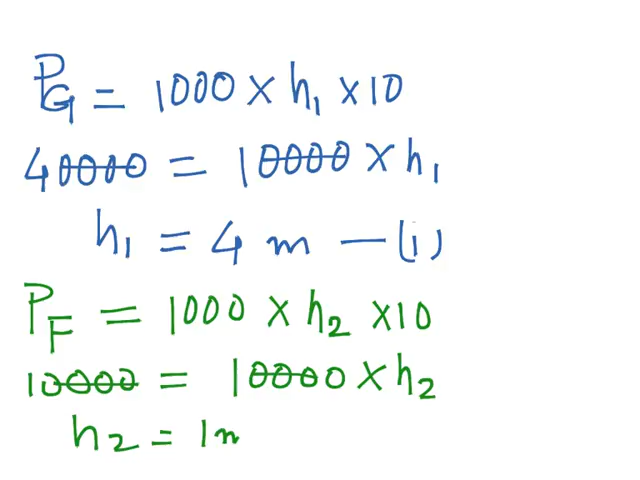 P_G = 1000 × h₁ × 10
40000 = 10000 × h₁
h₁ = 4 m — (i)
P_F = 1000 × h₂ × 10
10000 = 10000 × h₂
h₂ = 1m